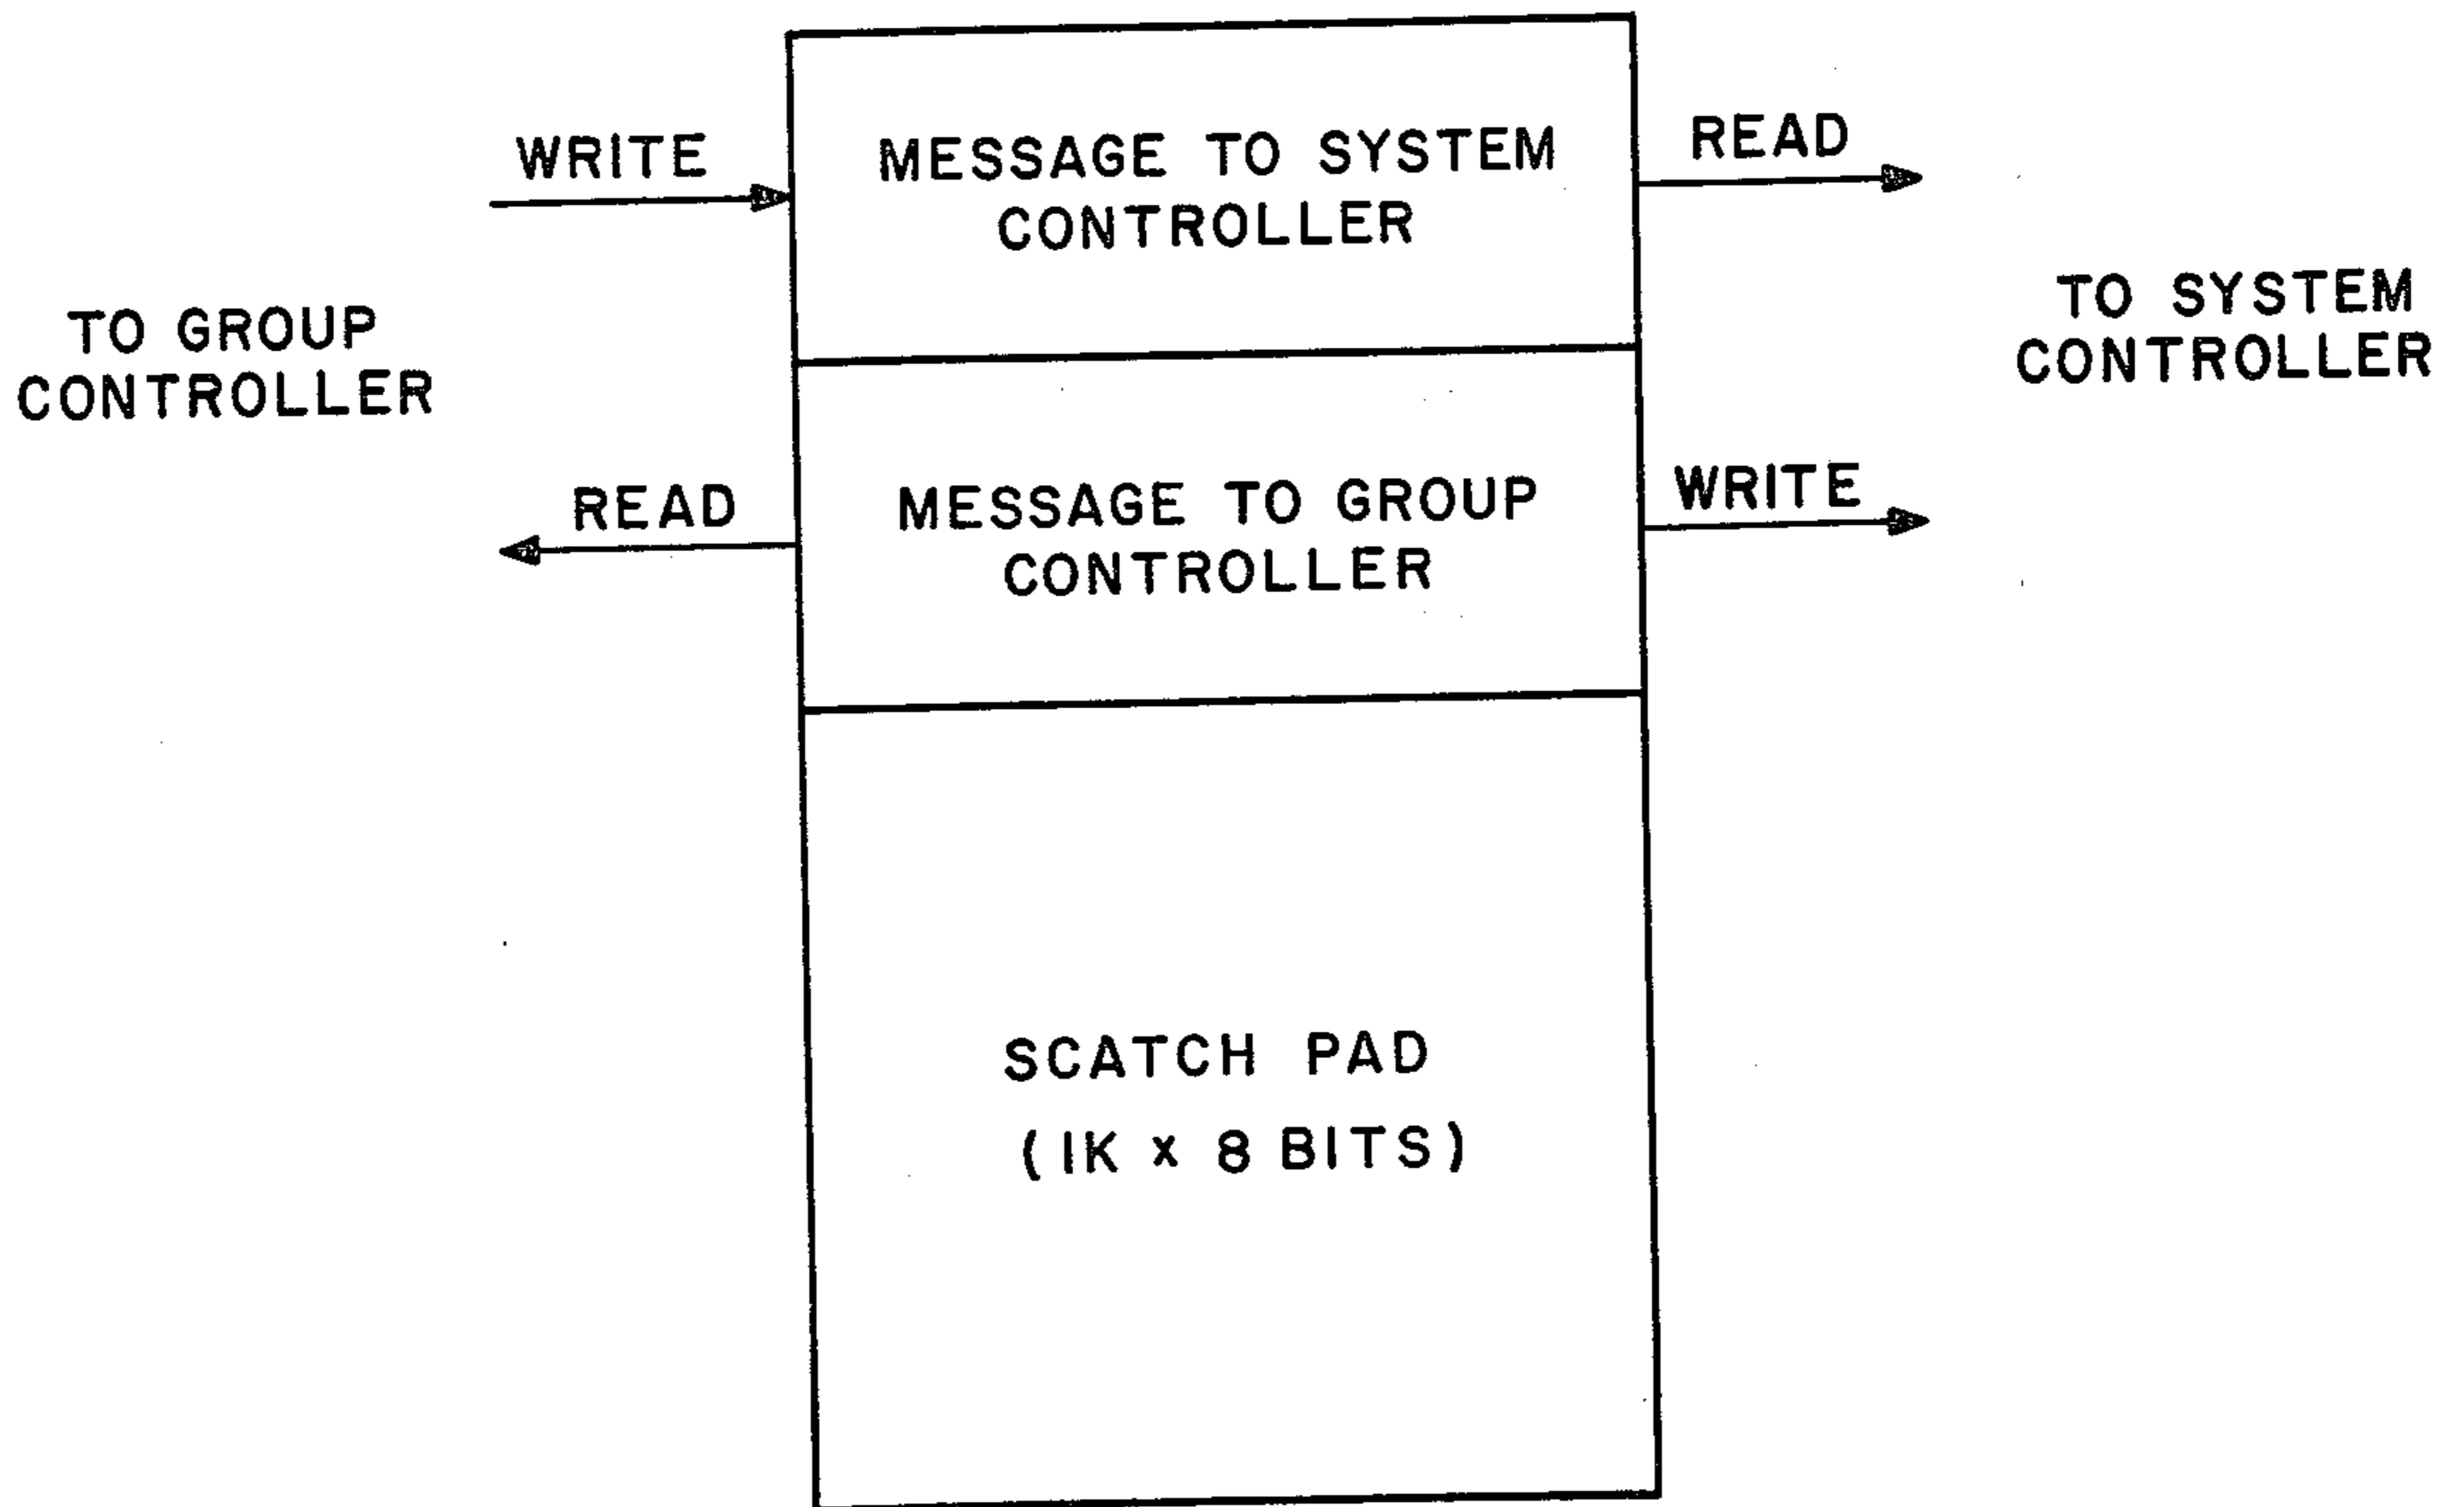 WRITE
MESSAGE TO SYSTEM
CONTROLLER
READ
TO GROUP
CONTROLLER
TO SYSTEM
CONTROLLER
READ
MESSAGE TO GROUP
CONTROLLER
WRITE
SCATCH PAD
(1K x 8 BITS)